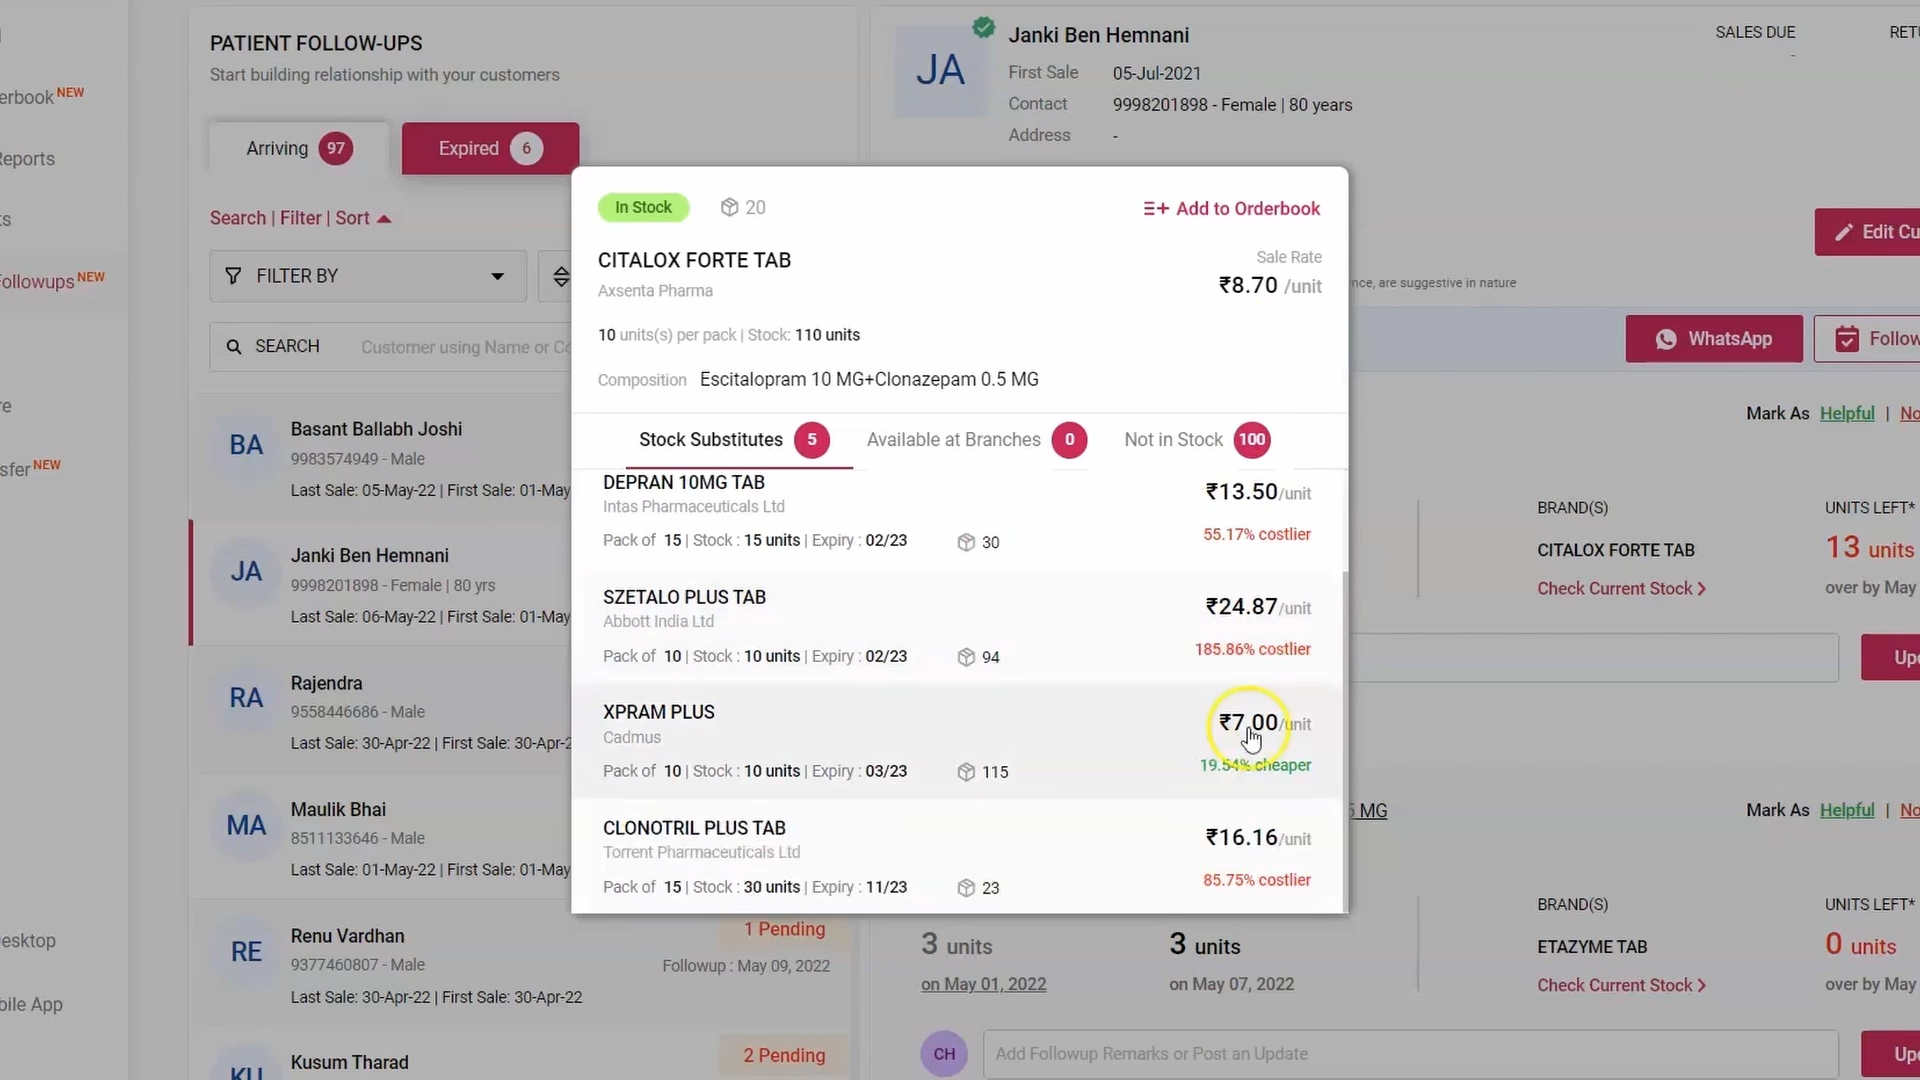 PATIENT FOLLOW-UPS
Start building relationship with your customers
Arriving 97
Expired 6
Search | Filter | Sort
FILTER BY
SEARCH Customer using Name or Co
BA
Basant Ballabh Joshi
9983574949 - Male
Last Sale: 05-May-22 | First Sale: 01-May
JA
Janki Ben Hemnani
9998201898 - Female | 80 yrs
Last Sale: 06-May-22 | First Sale: 01-May
RA
Rajendra
9558446686 - Male
Last Sale: 30-Apr-22 | First Sale: 30-Apr-2
MA
Maulik Bhai
8511133646 - Male
Last Sale: 01-May-22 | First Sale: 01-May
RE
Renu Vardhan
1 Pending
9377460807 - Male
Followup : May 09, 2022
Last Sale: 30-Apr-22 | First Sale: 30-Apr-22
KU
Kusum Tharad
2 Pending
erbook NEW
Reports
ts
Followups NEW
re
sfer NEW
Desktop
bile App
JA
Janki Ben Hemnani
First Sale 05-Jul-2021
Contact 9998201898 - Female | 80 years
Address -
SALES DUE
-
RETU
Edit Cu
nce, are suggestive in nature
WhatsApp
Follow
In Stock
20
Add to Orderbook
CITALOX FORTE TAB
Axsenta Pharma
Sale Rate
₹8.70 /unit
10 units(s) per pack | Stock: 110 units
Composition Escitalopram 10 MG+Clonazepam 0.5 MG
Stock Substitutes 5
Available at Branches 0
Not in Stock 100
DEPRAN 10MG TAB
Intas Pharmaceuticals Ltd
Pack of 15 | Stock : 15 units | Expiry : 02/23
30
₹13.50/unit
55.17% costlier
SZETALO PLUS TAB
Abbott India Ltd
Pack of 10 | Stock : 10 units | Expiry : 02/23
94
₹24.87/unit
185.86% costlier
XPRAM PLUS
Cadmus
Pack of 10 | Stock : 10 units | Expiry : 03/23
115
₹7.00/unit
19.54% cheaper
CLONOTRIL PLUS TAB
Torrent Pharmaceuticals Ltd
Pack of 15 | Stock : 30 units | Expiry : 11/23
23
₹16.16/unit
85.75% costlier
Mark As Helpful | No
BRAND(S)
CITALOX FORTE TAB
Check Current Stock
UNITS LEFT*
13 units
over by May
Upd
5 MG
Mark As Helpful | No
3 units
on May 01, 2022
3 units
on May 07, 2022
BRAND(S)
ETAZYME TAB
Check Current Stock
UNITS LEFT*
0 units
over by May
CH
Add Followup Remarks or Post an Update
Upd